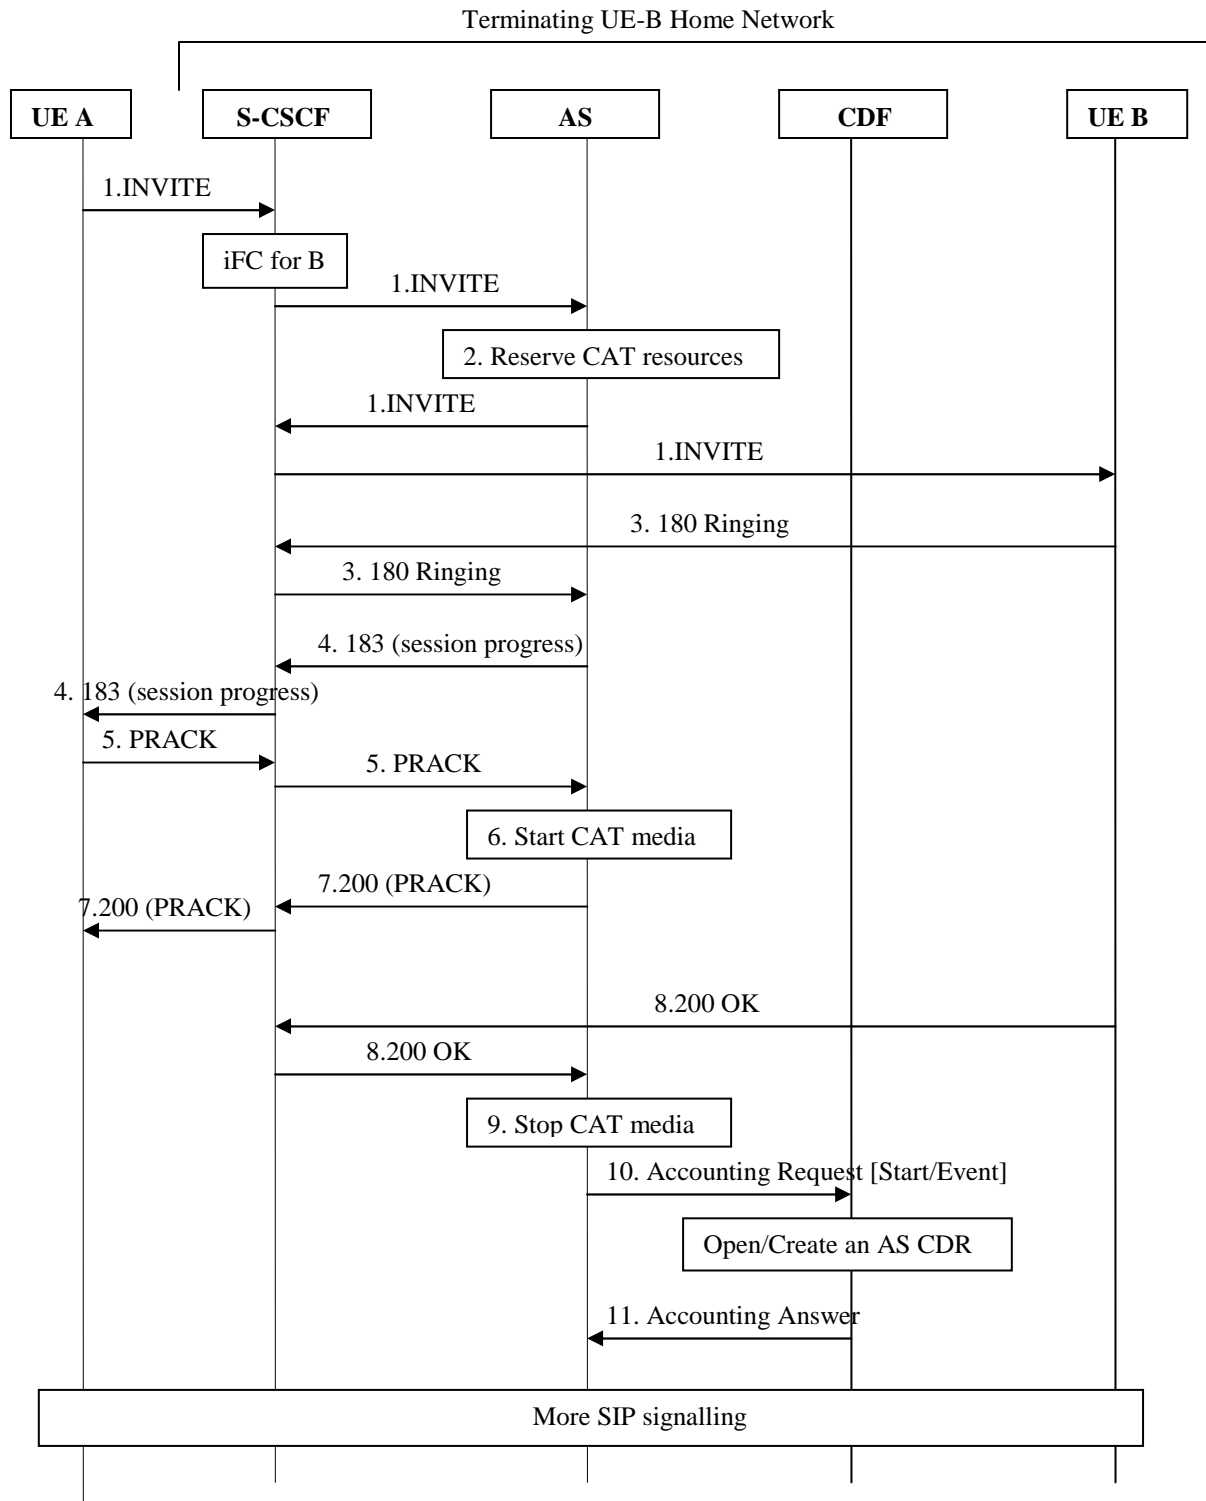 Terminating UE-B Home Network
UE A
S-CSCF
AS
CDF
UE B
1.INVITE
iFC for B
1.INVITE
2. Reserve CAT resources
1.INVITE
1.INVITE
3. 180 Ringing
3. 180 Ringing
4. 183 (session progress)
4. 183 (session progress)
5. PRACK
5. PRACK
6. Start CAT media
7.200 (PRACK)
7.200 (PRACK)
8.200 OK
8.200 OK
9. Stop CAT media
10. Accounting Request [Start/Event]
Open/Create an AS CDR
11. Accounting Answer
More SIP signalling